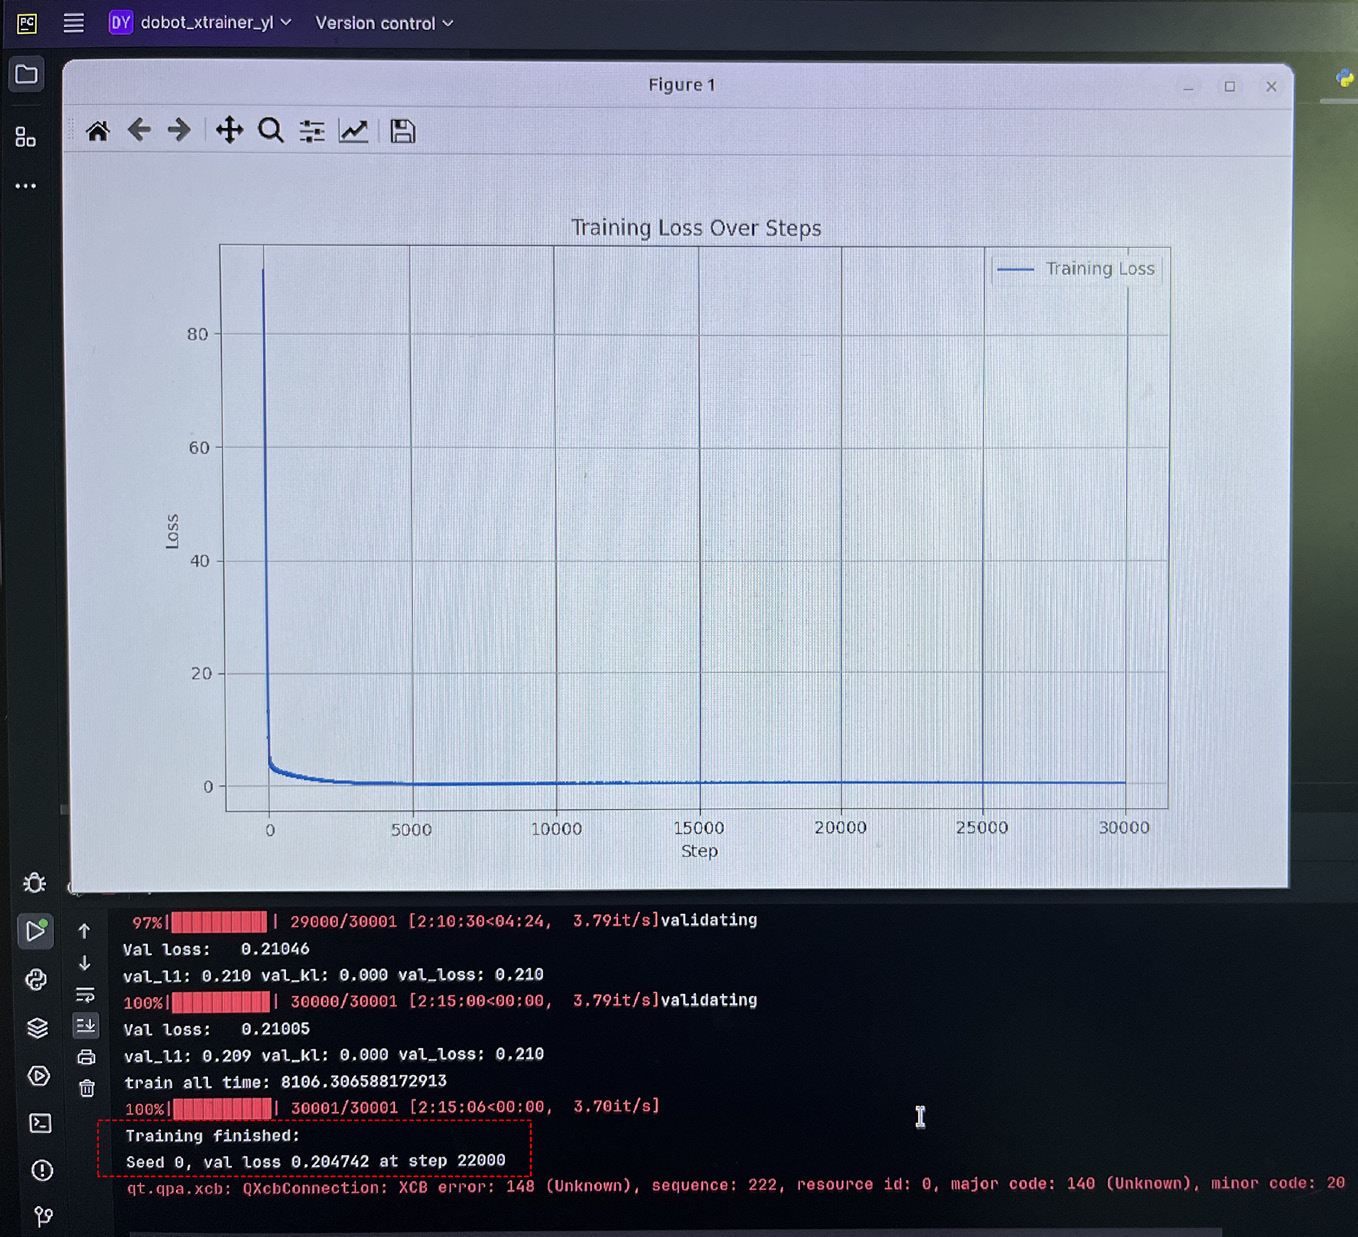 PC DY dobot_xtrainer_yl Version control
Figure 1
Training Loss Over Steps
Training Loss
80
60
40
20
0
Loss
0 5000 10000 15000 20000 25000 30000
Step
97%| | 29000/30001 [2:10:30<04:24, 3.79it/s]validating
Val loss: 0.21046
val_l1: 0.210 val_kl: 0.000 val_loss: 0.210
100%| | 30000/30001 [2:15:00<00:00, 3.79it/s]validating
Val loss: 0.21005
val_l1: 0.209 val_kl: 0.000 val_loss: 0.210
train all time: 8106.306588172913
100%| | 30001/30001 [2:15:06<00:00, 3.70it/s]
Training finished:
Seed 0, val loss 0.204742 at step 22000
qt.qpa.xcb: QXcbConnection: XCB error: 148 (Unknown), sequence: 222, resource id: 0, major code: 140 (Unknown), minor code: 20